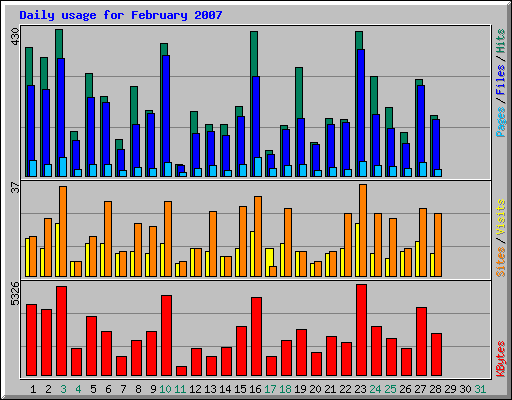 Daily usage for February 2007
430
Pages / Files / Hits
37
Sites / Visits
5326
KBytes
1 2 3 4 5 6 7 8 9 10 11 12 13 14 15 16 17 18 19 20 21 22 23 24 25 26 27 28 29 30 31